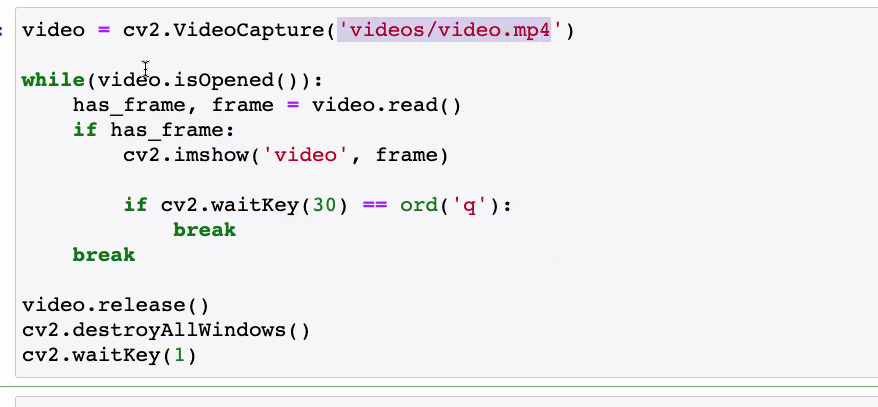 : video = cv2.VideoCapture('videos/video.mp4')
while(video.isOpened()):
    has_frame, frame = video.read()
    if has_frame:
        cv2.imshow('video', frame)
        if cv2.waitKey(30) == ord('q'):
            break
    break
video.release()
cv2.destroyAllWindows()
cv2.waitKey(1)